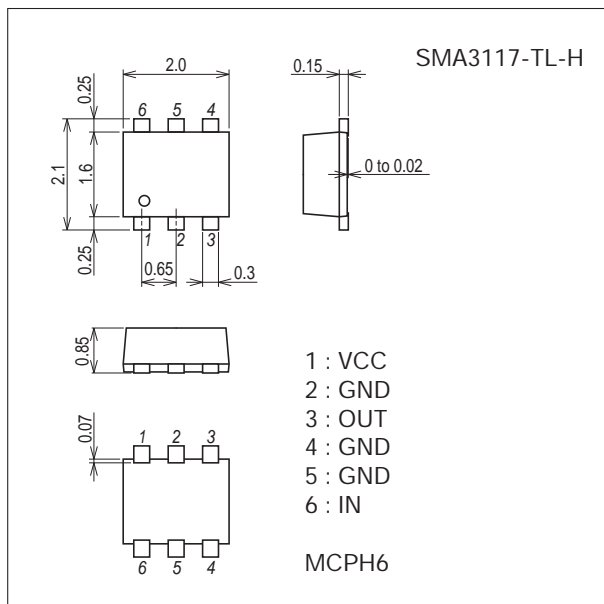 SMA3117-TL-H
2.0
0.15
0.25
6 5 4
2.1
1.6
0 to 0.02
0.25
1 2 3
0.65
0.3
0.85
1 : VCC
2 : GND
3 : OUT
4 : GND
5 : GND
6 : IN
0.07
1 2 3
6 5 4
MCPH6